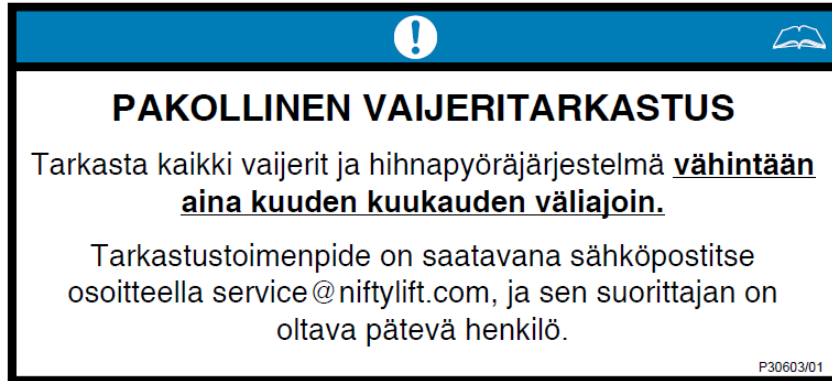 PAKOLLINEN VAIJERITARKASTUS
Tarkasta kaikki vaijerit ja hihnapyöräjärjestelmä vähintään
aina kuuden kuukauden väliajoin.
Tarkastustoimenpide on saatavana sähköpostitse
osoitteella service@niftylift.com, ja sen suorittajan on
oltava pätevä henkilö.
P30603/01